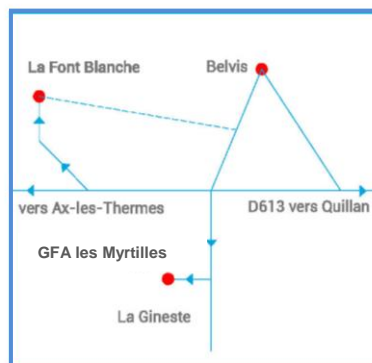 Belvis
La Font Blanche
vers Ax-les-Thermes
D613 vers Quillan
GFA les Myrtilles
La Gineste